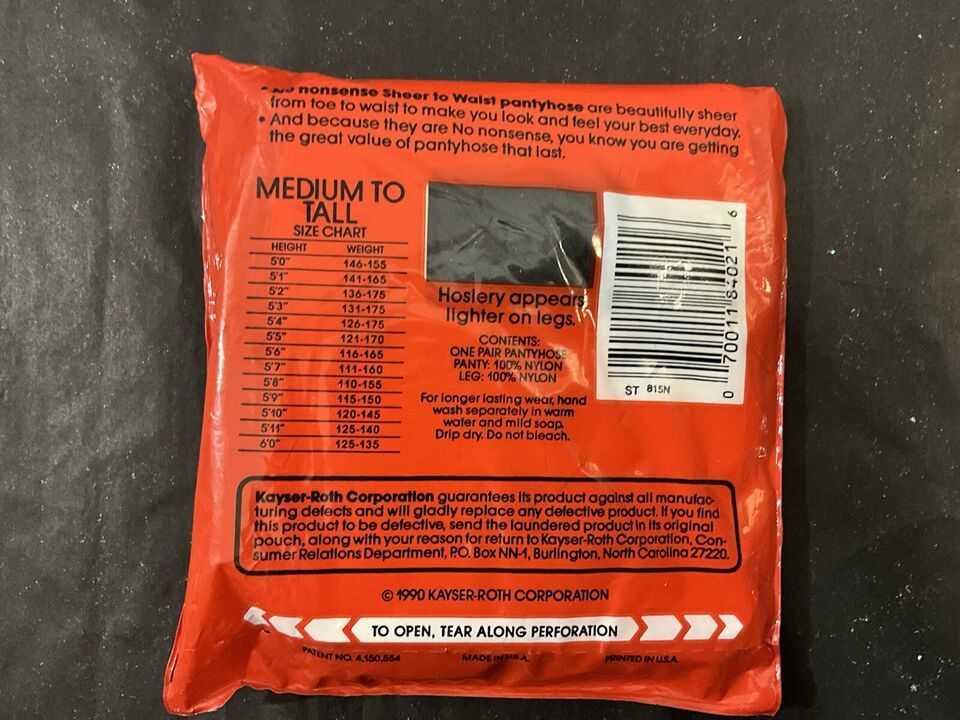 • No nonsense Sheer to Waist pantyhose are beautifully sheer
from toe to waist to make you look and feel your best everyday.
• And because they are No nonsense, you know you are getting
the great value of pantyhose that last.
MEDIUM TO
TALL
SIZE CHART
HEIGHT WEIGHT
5'0" 146-155
5'1" 141-165
5'2" 136-175
5'3" 131-175
5'4" 126-175
5'5" 121-170
5'6" 116-165
5'7" 111-160
5'8" 110-155
5'9" 115-150
5'10" 120-145
5'11" 125-140
6'0" 125-135
Hosiery appears
lighter on legs.
CONTENTS:
ONE PAIR PANTYHOSE
PANTY: 100% NYLON
LEG: 100% NYLON
For longer lasting wear, hand
wash separately in warm
water and mild soap.
Drip dry. Do not bleach.
0 70011 84021 6
ST 815N
Kayser-Roth Corporation guarantees its product against all manufac-
turing defects and will gladly replace any defective product. If you find
this product to be defective, send the laundered product in its original
pouch, along with your reason for return to Kayser-Roth Corporation, Con-
sumer Relations Department, P.O. Box NN-1, Burlington, North Carolina 27220.
© 1990 KAYSER-ROTH CORPORATION
TO OPEN, TEAR ALONG PERFORATION
PATENT NO. 4,150,554 MADE IN U.S.A. PRINTED IN U.S.A.